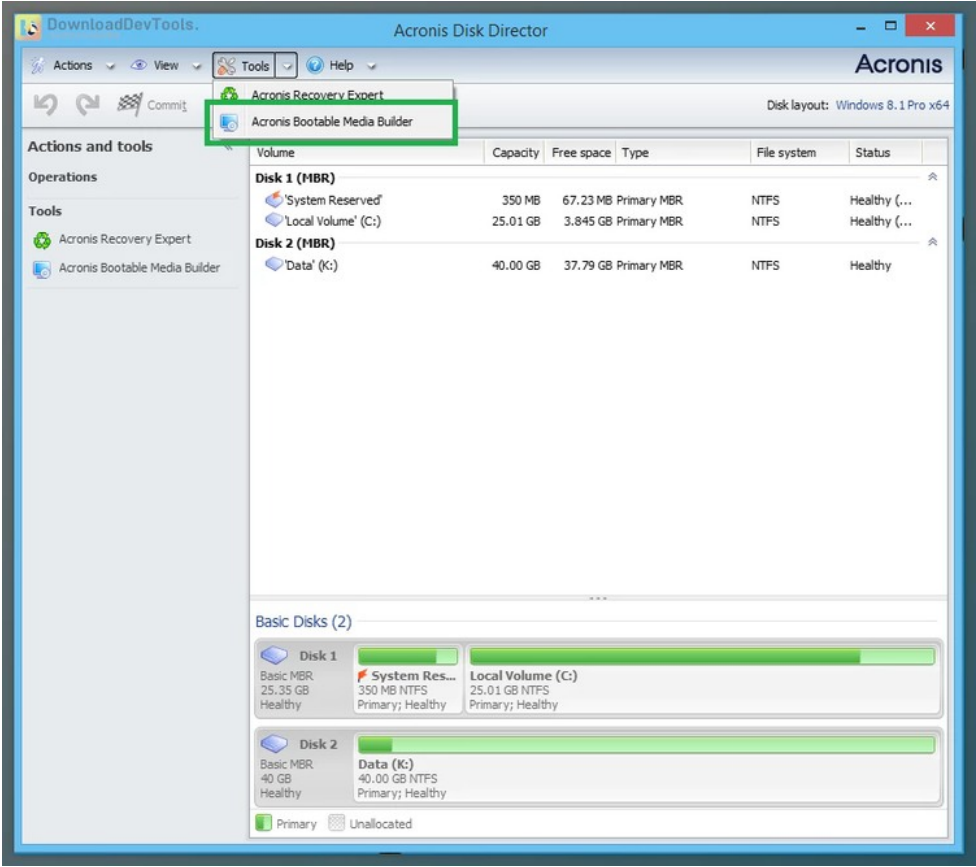 DownloadDevTools.
Acronis Disk Director
Actions View Tools Help Acronis
Commit Disk layout: Windows 8.1 Pro x64
Acronis Recovery Expert
Acronis Bootable Media Builder
Actions and tools
Operations
Tools
Acronis Recovery Expert
Acronis Bootable Media Builder
Volume Capacity Free space Type File system Status
Disk 1 (MBR)
'System Reserved' 350 MB 67.23 MB Primary MBR NTFS Healthy (...
'Local Volume' (C:) 25.01 GB 3.845 GB Primary MBR NTFS Healthy (...
Disk 2 (MBR)
'Data' (K:) 40.00 GB 37.79 GB Primary MBR NTFS Healthy
Basic Disks (2)
Disk 1
Basic MBR
25.35 GB
Healthy
System Res...
350 MB NTFS
Primary; Healthy
Local Volume (C:)
25.01 GB NTFS
Primary; Healthy
Disk 2
Basic MBR
40 GB
Healthy
Data (K:)
40.00 GB NTFS
Primary; Healthy
Primary Unallocated